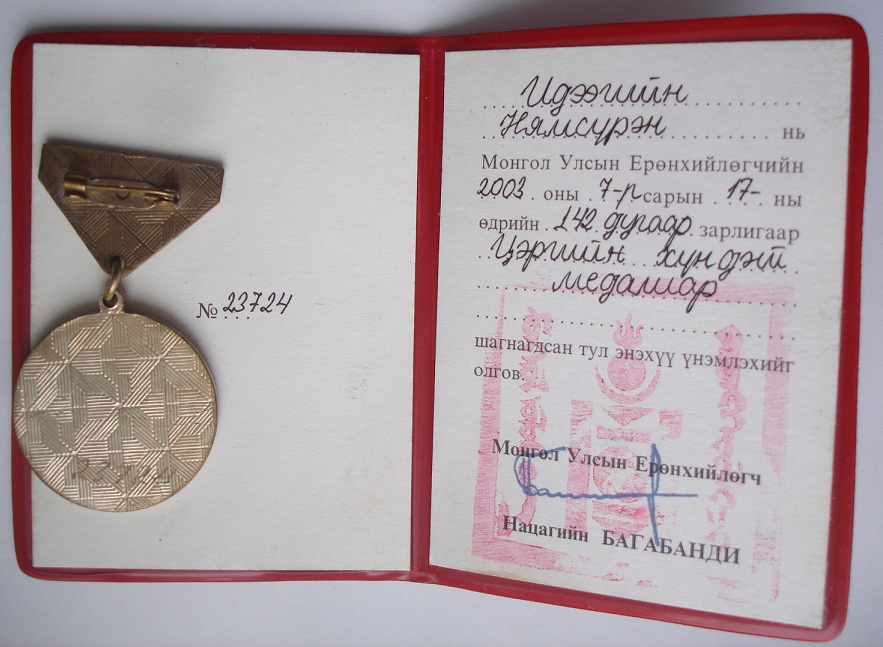 № 23724
23724
Идээгийн
Нямсүрэн нь
Монгол Улсын Ерөнхийлөгчийн
2003 оны 7-р сарын 17-ны
өдрийн 142 дугаар зарлигаар
Цэргийн хүндэт
медалиар
шагнагдсан тул энэхүү үнэмлэхийг
олгов.
Монгол Улсын Ерөнхийлөгч
Нацагийн БАГАБАНДИ